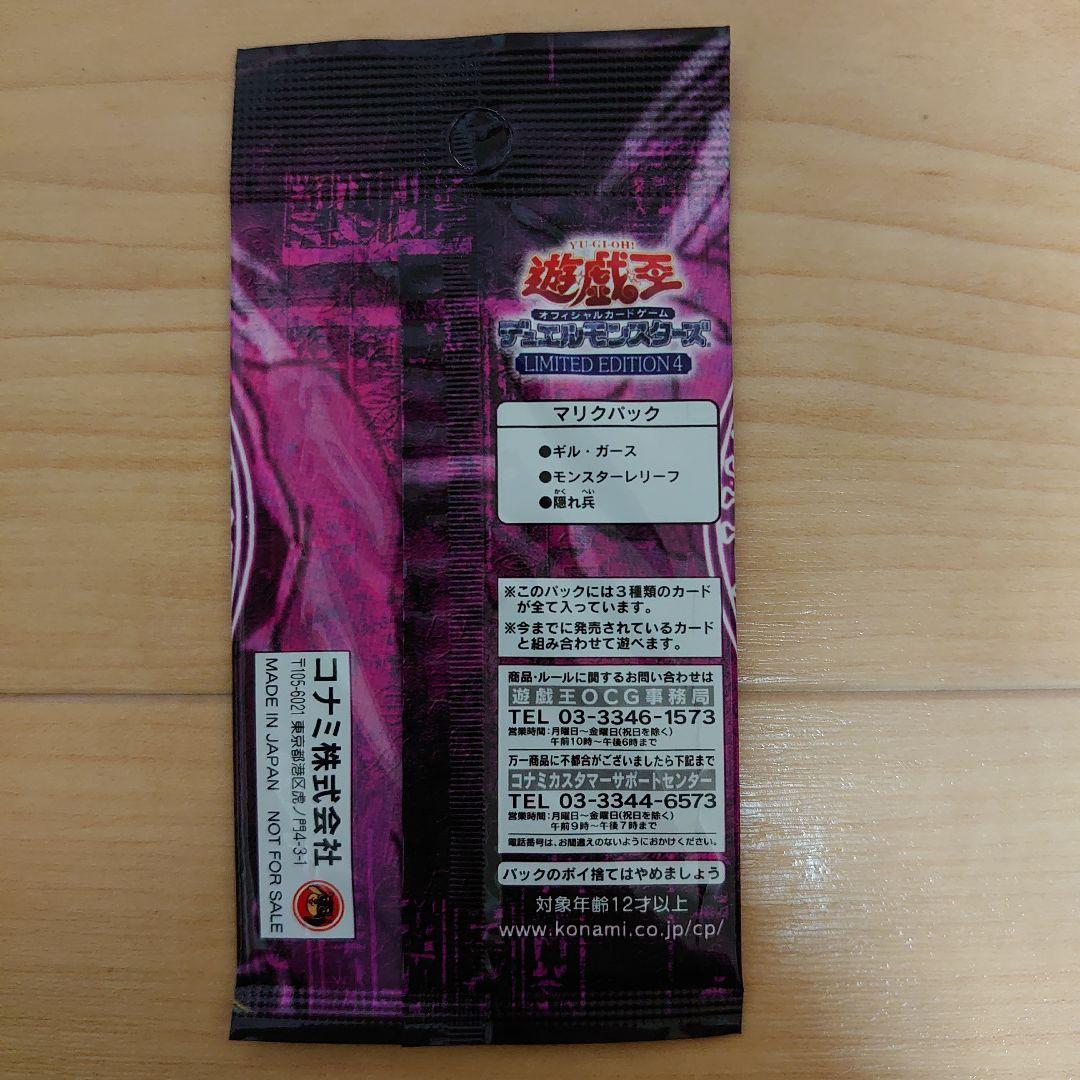 YU-GI-OH!
遊戯王
オフィシャルカードゲーム
デュエルモンスターズ
LIMITED EDITION 4
マリクパック
●ギル・ガース
●モンスターレリーフ
かく へい
●隠れ兵
※このパックには3種類のカード
が全て入っています。
※今までに発売されているカード
と組み合わせて遊べます。
商品・ルールに関するお問い合わせは
遊戯王OCG事務局
TEL 03-3346-1573
営業時間:月曜日〜金曜日(祝日を除く)
午前10時〜午後6時まで
万一商品に不都合がございましたら下記まで
コナミカスタマーサポートセンター
TEL 03-3344-6573
営業時間:月曜日〜金曜日(祝日を除く)
午前9時〜午後7時まで
電話番号は、お間違えのないようにおかけください。
パックのポイ捨てはやめましょう
対象年齢12才以上
www.konami.co.jp/cp/
コナミ株式会社
〒105-6021 東京都港区虎ノ門4-3-1
MADE IN JAPAN NOT FOR SALE